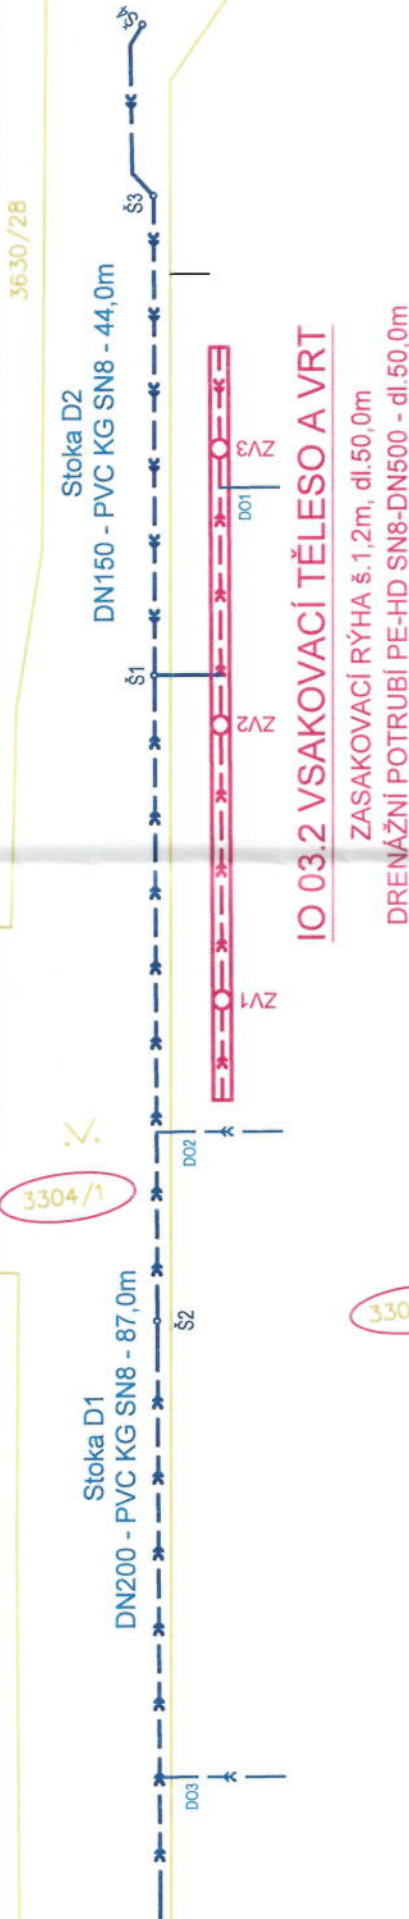 Š4
3630/28
Š3
Stoka D2
DN150 - PVC KG SN8 - 44,0m
ZV3
DO1
Š1
ZV2
IO 03.2 VSAKOVACÍ TĚLESO A VRT
ZASAKOVACÍ RÝHA š.1,2m, dl.50,0m
DRENÁŽNÍ POTRUBÍ PE-HD SN8-DN500 - dl.50,0m
ZV1
.V.
DO2
3304/1
Š2
330
Stoka D1
DN200 - PVC KG SN8 - 87,0m
DO3